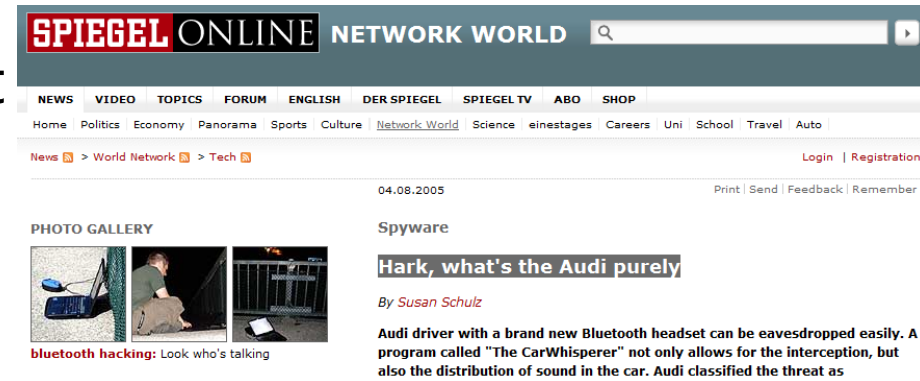 SPIEGEL ONLINE NETWORK WORLD
NEWS VIDEO TOPICS FORUM ENGLISH DER SPIEGEL SPIEGEL TV ABO SHOP
Home Politics Economy Panorama Sports Culture Network World Science einestages Careers Uni School Travel Auto
News > World Network > Tech
Login | Registration
04.08.2005
Print | Send | Feedback | Remember
PHOTO GALLERY
bluetooth hacking: Look who's talking
Spyware
Hark, what's the Audi purely
By Susan Schulz
Audi driver with a brand new Bluetooth headset can be eavesdropped easily. A
program called "The CarWhisperer" not only allows for the interception, but
also the distribution of sound in the car. Audi classified the threat as